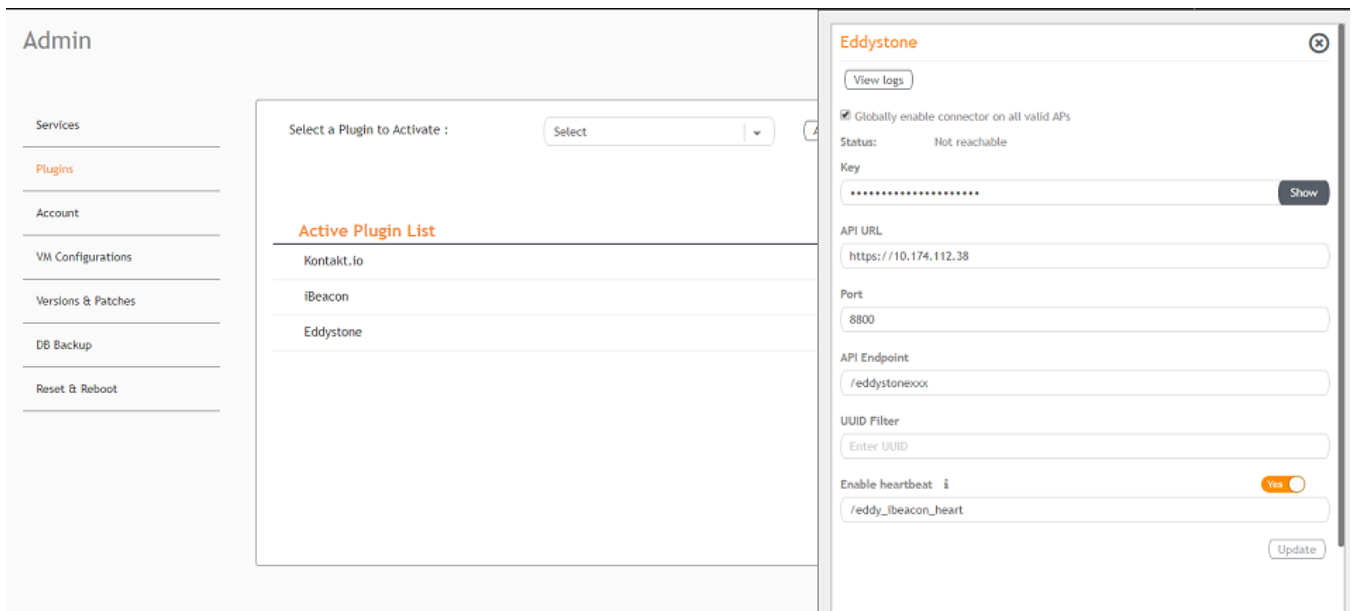 Admin
Services
Plugins
Account
VM Configurations
Versions & Patches
DB Backup
Reset & Reboot
Select a Plugin to Activate :
Select
Active Plugin List
Kontakt.io
iBeacon
Eddystone
Eddystone
View logs
Globally enable connector on all valid APs
Status: Not reachable
Key
••••••••••••••••••••• Show
API URL
https://10.174.112.38
Port
8800
API Endpoint
/eddystonexxx
UUID Filter
Enter UUID
Enable heartbeat i Yes
/eddy_ibeacon_heart
Update